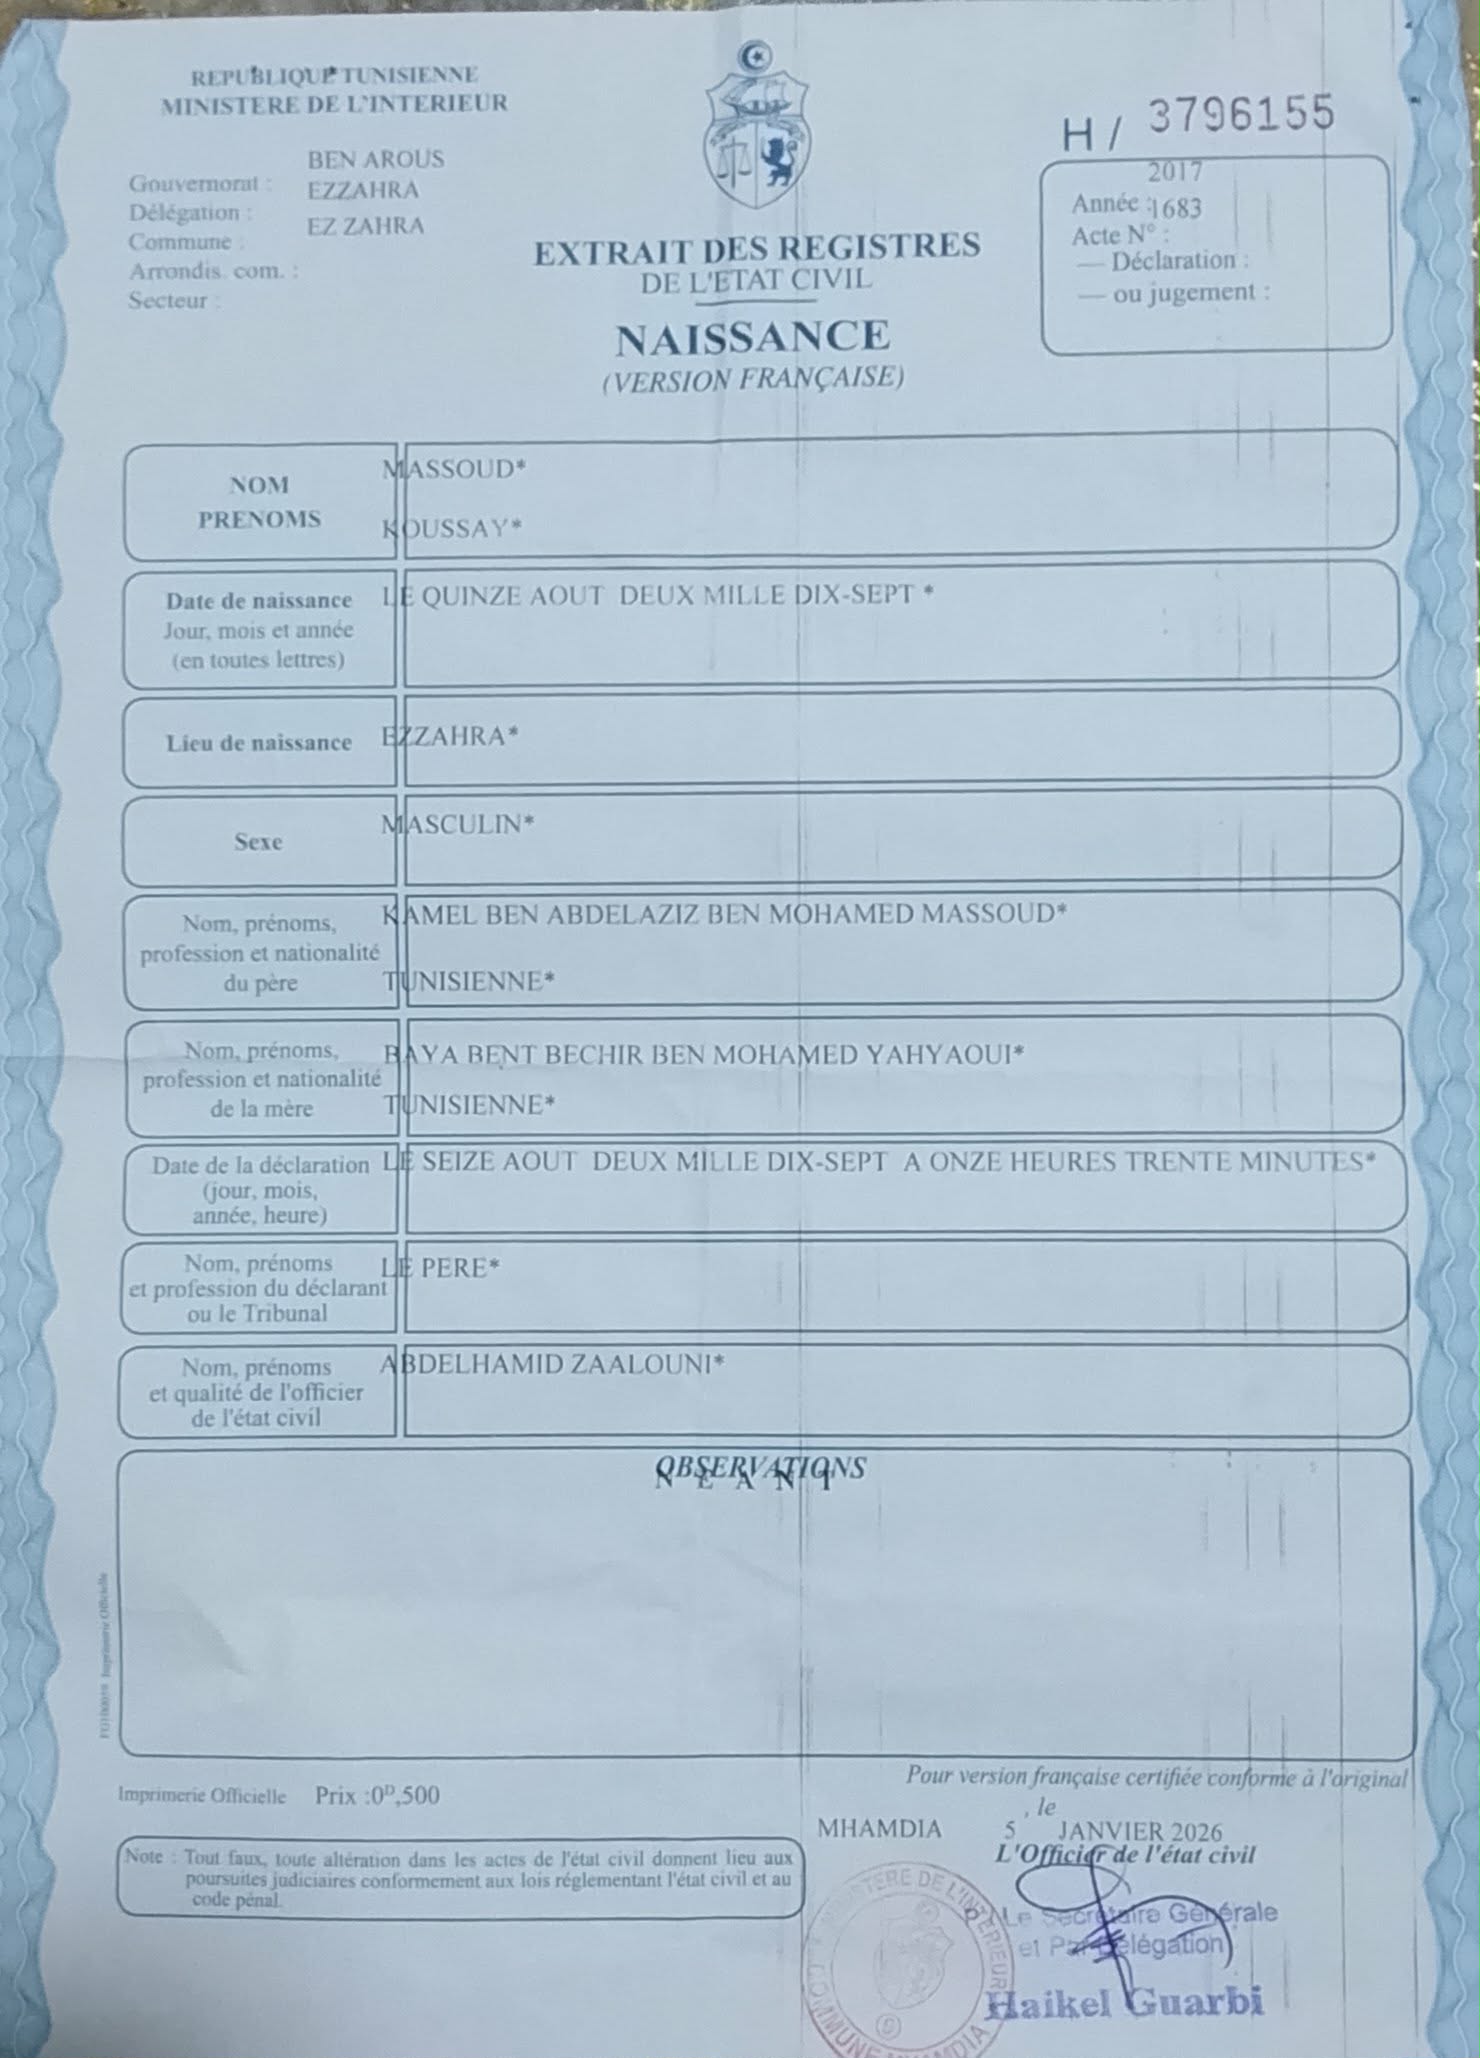 REPUBLIQUE TUNISIENNE
MINISTERE DE L'INTERIEUR
BEN AROUS
Gouvernorat :
EZZAHRA
Délégation :
EZ ZAHRA
Commune :
Arrondis. com. :
Secteur :
H / 3796155
2017
Année :
1683
Acte N° :
— Déclaration :
— ou jugement :
EXTRAIT DES REGISTRES
DE L'ETAT CIVIL
NAISSANCE
(VERSION FRANÇAISE)
NOM
PRENOMS
MASSOUD*
KOUSSAY*
Date de naissance
Jour, mois et année
(en toutes lettres)
LE QUINZE AOUT DEUX MILLE DIX-SEPT *
Lieu de naissance
EZZAHRA*
Sexe
MASCULIN*
Nom, prénoms,
profession et nationalité
du père
KAMEL BEN ABDELAZIZ BEN MOHAMED MASSOUD*
TUNISIENNE*
Nom, prénoms,
profession et nationalité
de la mère
BAYA BENT BECHIR BEN MOHAMED YAHYAOUI*
TUNISIENNE*
Date de la déclaration
(jour, mois,
année, heure)
LE SEIZE AOUT DEUX MILLE DIX-SEPT A ONZE HEURES TRENTE MINUTES*
Nom, prénoms
et profession du déclarant
ou le Tribunal
LE PERE*
Nom, prénoms
et qualité de l'officier
de l'état civil
ABDELHAMID ZAALOUNI*
OBSERVATIONS
N E A N T
Imprimerie Officielle
Imprimerie Officielle Prix :0ᴰ,500
Note : Tout faux, toute altération dans les actes de l'état civil donnent lieu aux
poursuites judiciaires conformement aux lois réglementant l'état civil et au
code pénal.
Pour version française certifiée conforme à l'original
, le
MHAMDIA 5 JANVIER 2026
L'Officier de l'état civil
Le Secrétaire Générale
et Par Délégation
Haikel Guarbi
MINISTERE DE L'INTERIEUR
COMMUNE MHAMDIA